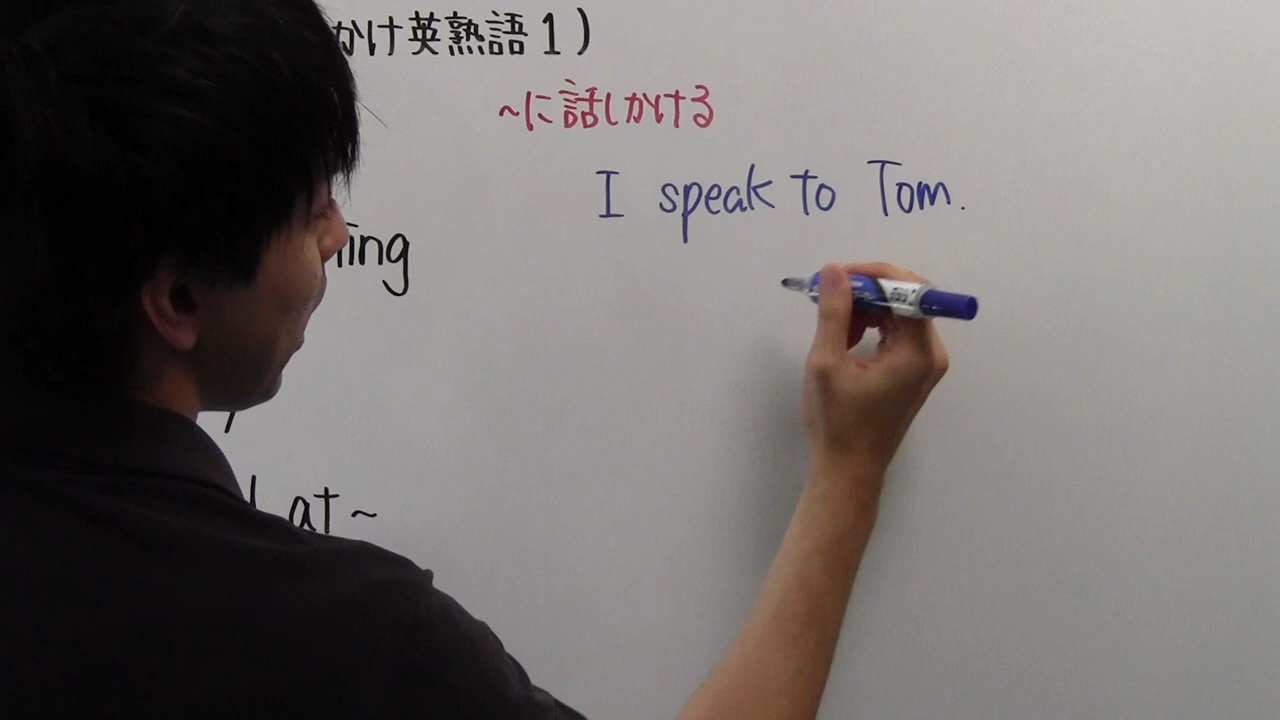 かけ英熟語1)
~に話しかける
I speak to Tom.
ing
at ~